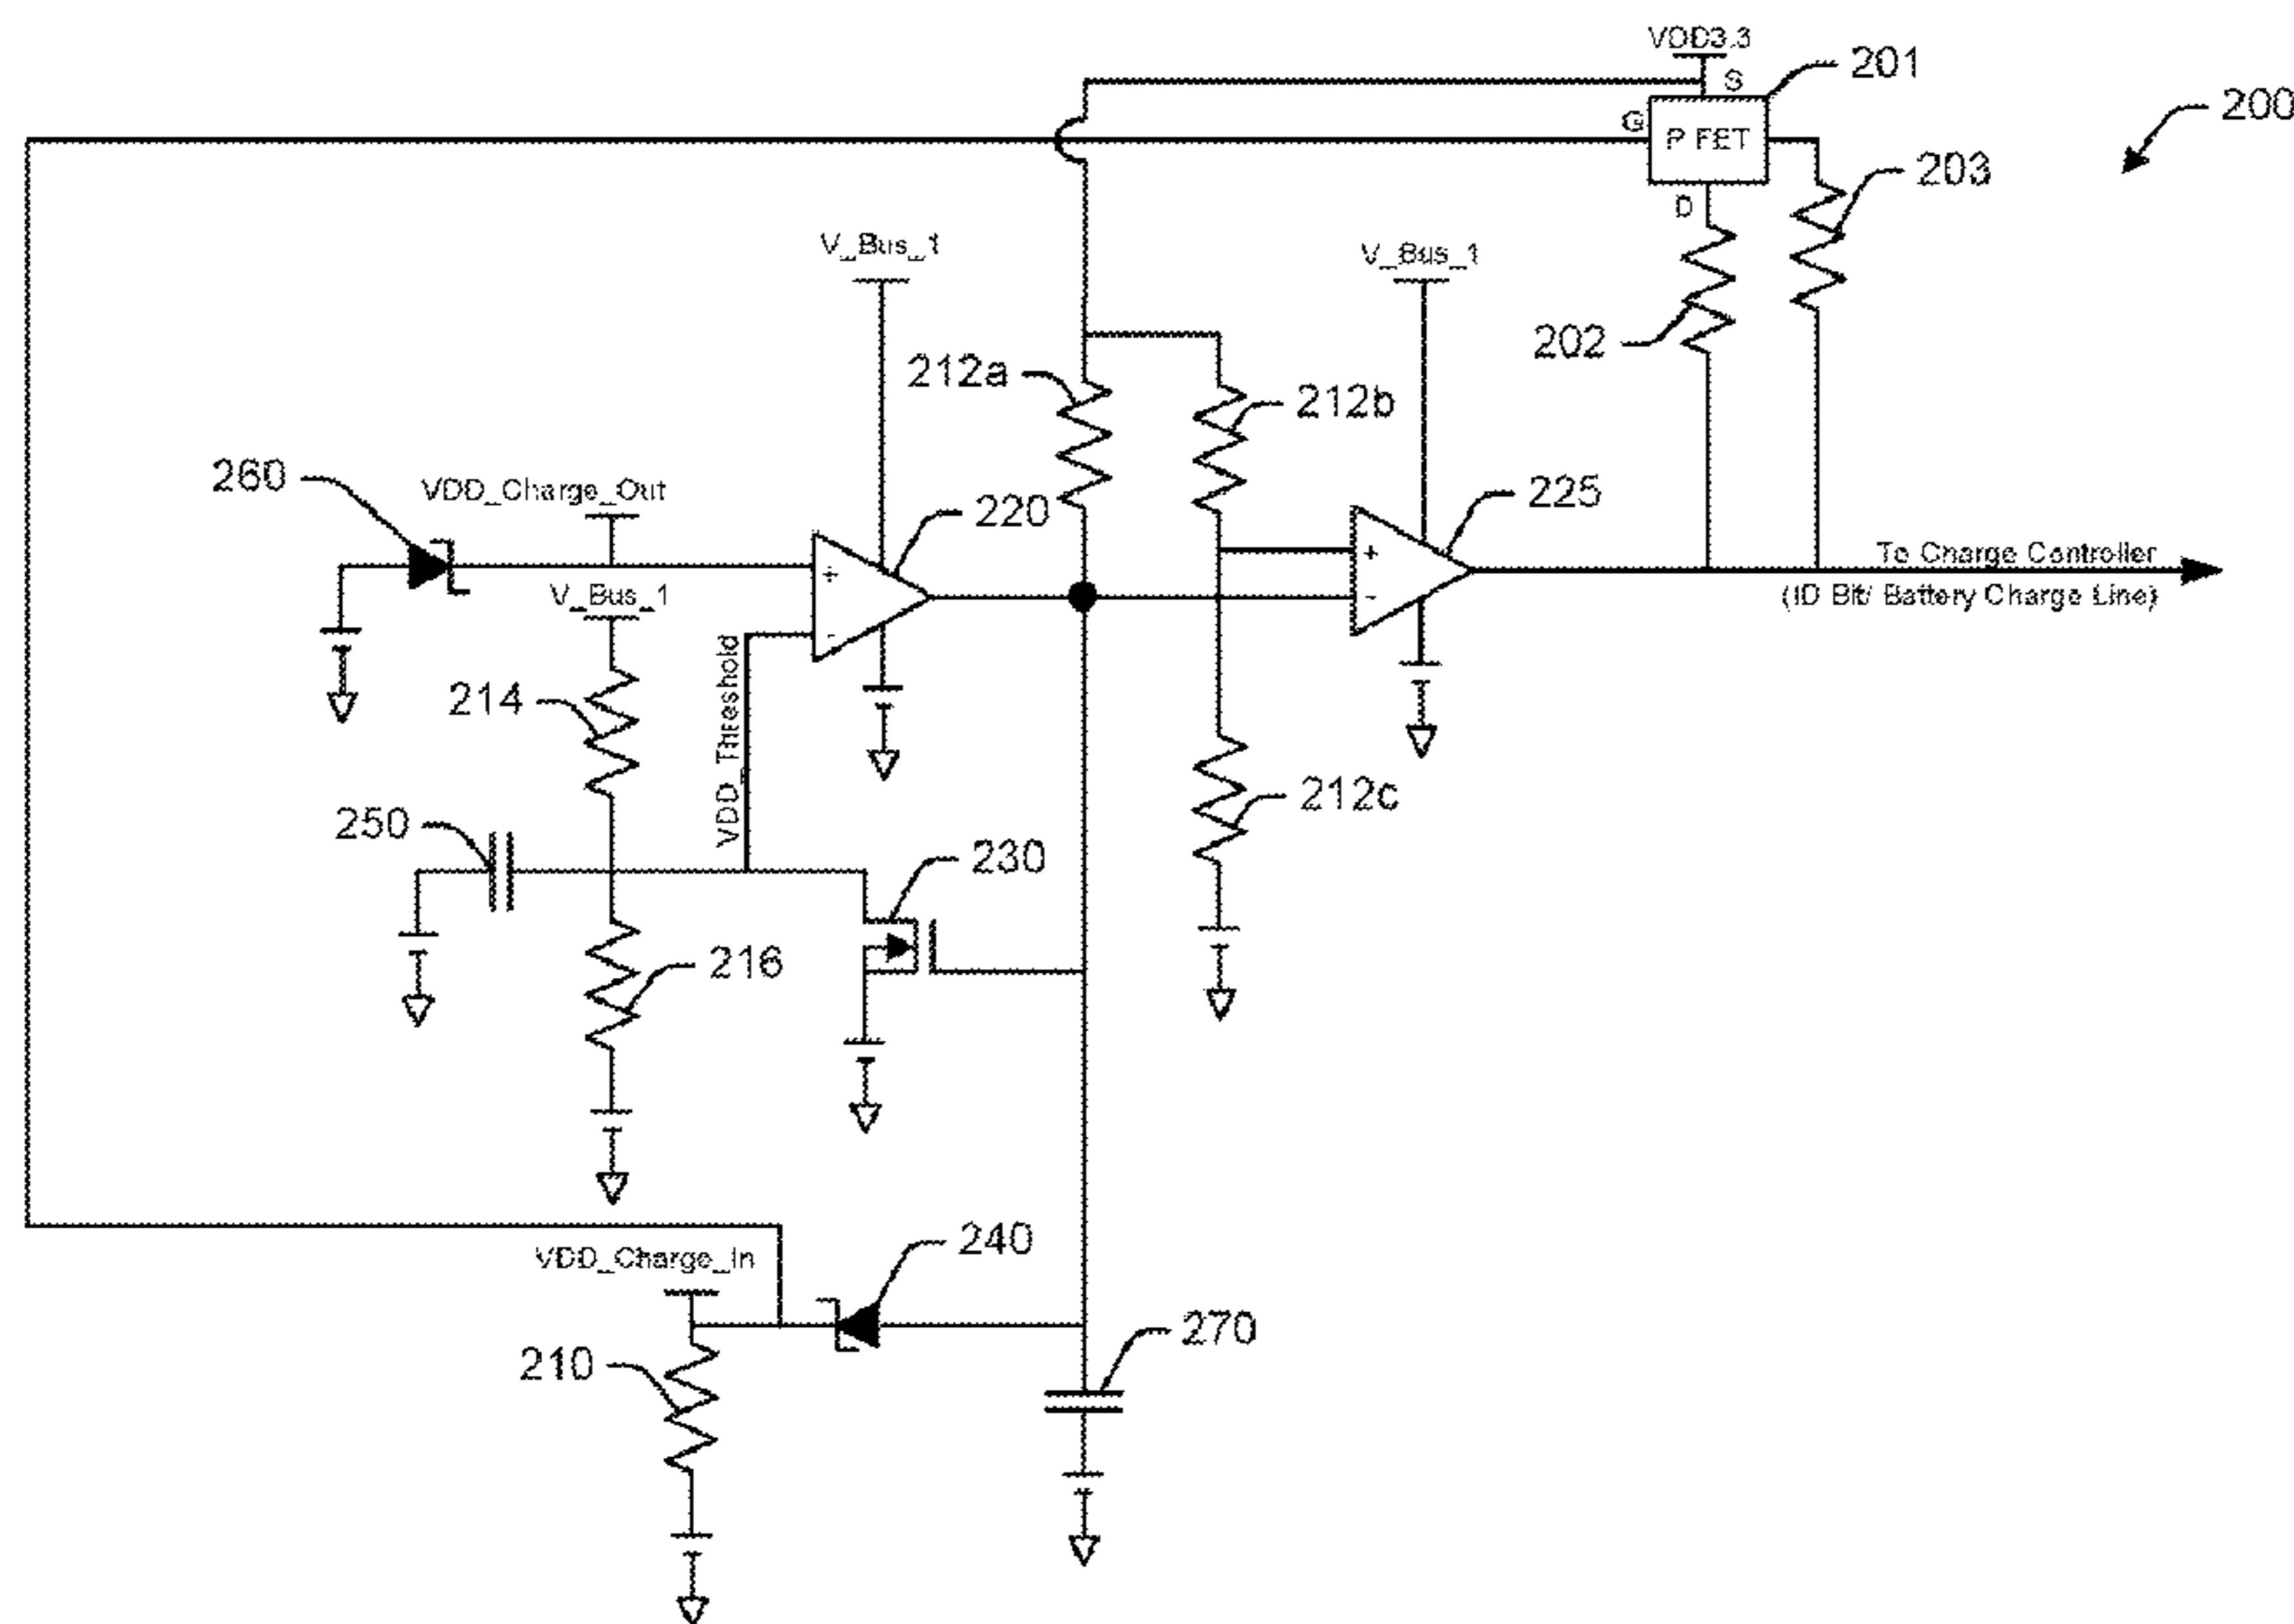 VDD3.3
201
S
200
G
P FET
203
D
V_Bus_1
V_Bus_1
202
212a
212b
260
VDD_Charge_Out
220
225
+
+
To Charge Controller
V_Bus_1
-
(ID Bit/ Battery Charge Line)
-
214
VDD_Threshold
212c
250
230
216
240
VDD_Charge_In
270
210